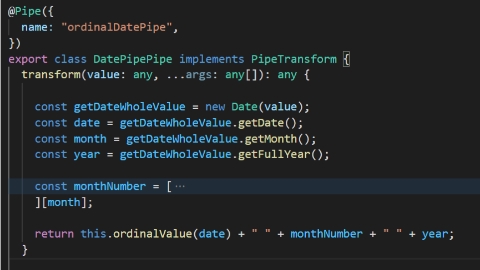 @Pipe({
name: "ordinalDatePipe",
})
export class DatePipePipe implements PipeTransform {
transform(value: any, ...args: any[]): any {
const getDateWholeValue = new Date(value);
const date = getDateWholeValue.getDate();
const month = getDateWholeValue.getMonth();
const year = getDateWholeValue.getFullYear();
const monthNumber = [ ...
][month];
return this.ordinalValue(date) + " " + monthNumber + " " + year;
}